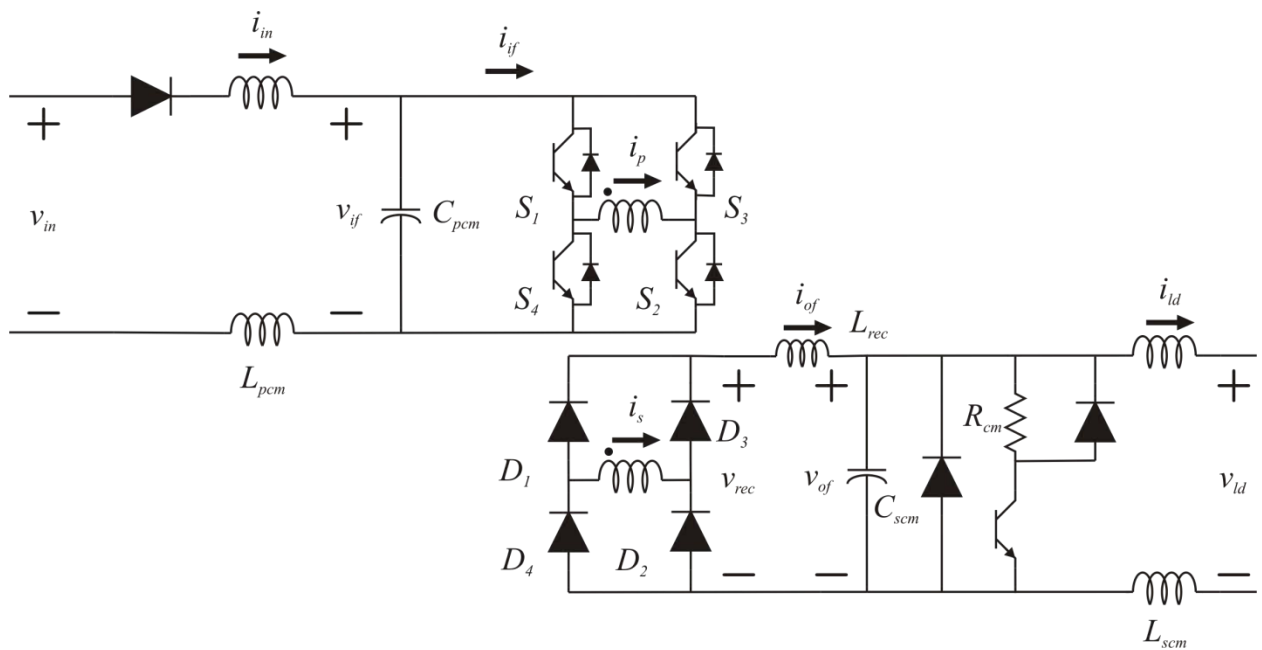 i_in
i_if
+ +
i_p
v_in v_if C_pcm S_1 S_3
S_4 S_2
− −
L_pcm
i_of L_rec i_ld
+ + +
i_s D_3 R_cm
D_1 v_rec v_of C_scm v_ld
D_4 D_2
− − −
L_scm